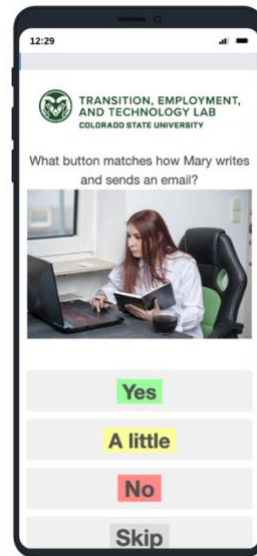 12:29
TRANSITION, EMPLOYMENT,
AND TECHNOLOGY LAB
COLORADO STATE UNIVERSITY
What button matches how Mary writes
and sends an email?
Yes
A little
No
Skip